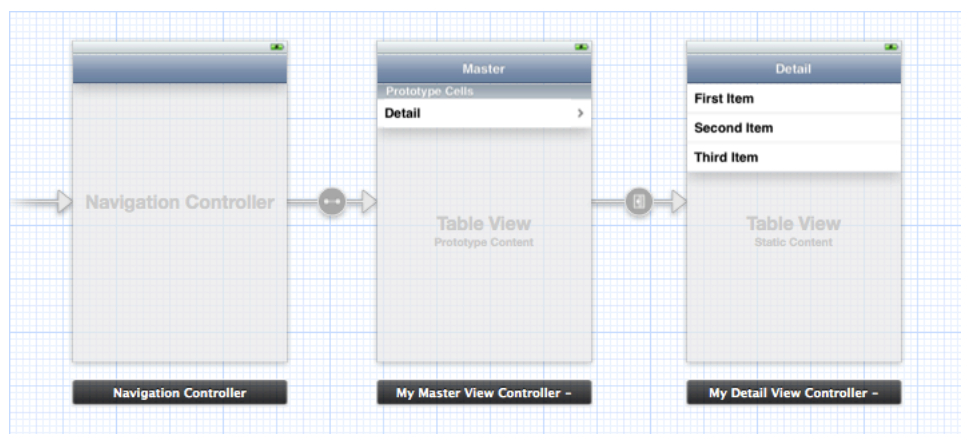 Navigation Controller
Navigation Controller
Master
Prototype Cells
Detail
Table View
Prototype Content
My Master View Controller –
Detail
First Item
Second Item
Third Item
Table View
Static Content
My Detail View Controller –